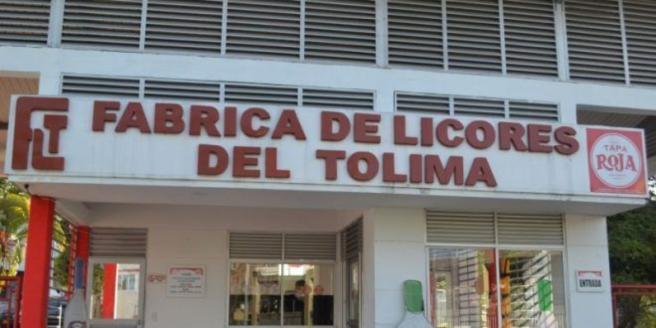 FLT
FABRICA DE LICORES
DEL TOLIMA
TAPA
ROJA
ENTRADA